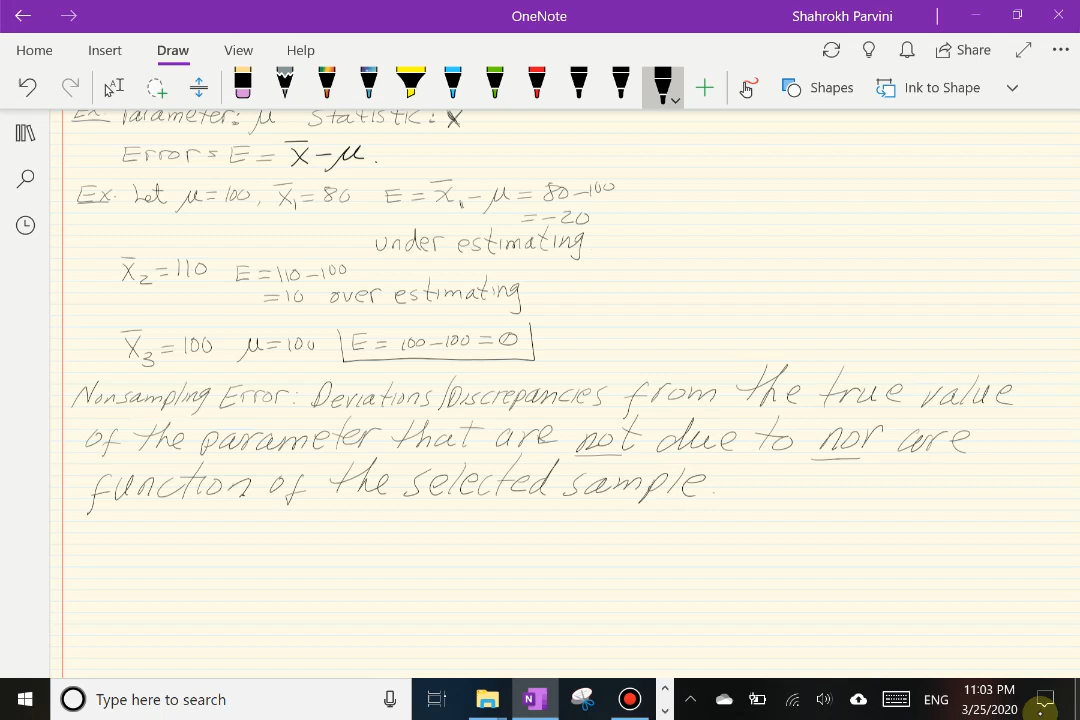 OneNote
Shahrokh Parvini
Home Insert Draw View Help
Share
Shapes
Ink to Shape
Ex: Parameter: μ Statistic: x̄
Error = E = x̄ - μ.
Ex. Let μ = 100, x̄₁ = 80 E = x̄₁ - μ = 80 - 100
= -20
under estimating
x̄₂ = 110 E = 110 - 100
= 10 over estimating
x̄₃ = 100 μ = 100 E = 100 - 100 = 0
Nonsampling Error: Deviations/Discrepancies from the true value
of the parameter that are not due to nor are
function of the selected sample.
Type here to search
ENG
11:03 PM
3/25/2020